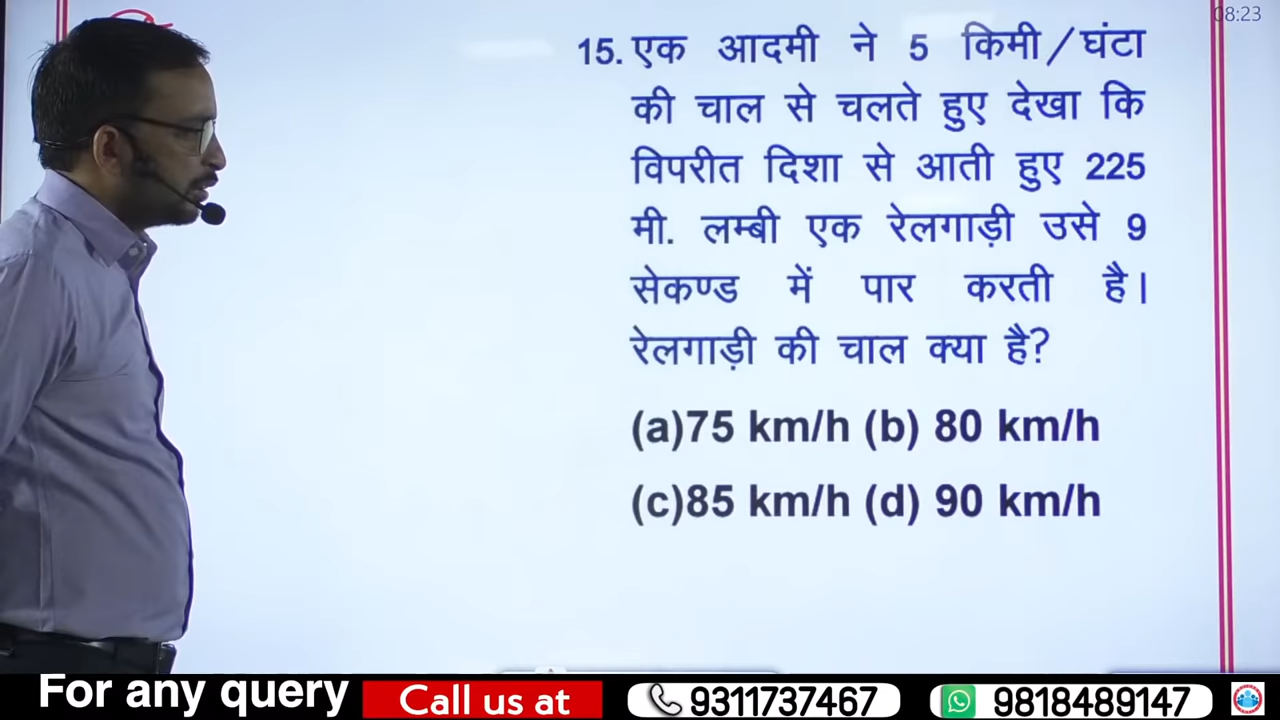 08:23
15. एक आदमी ने 5 किमी/घंटा
की चाल से चलते हुए देखा कि
विपरीत दिशा से आती हुए 225
मी. लम्बी एक रेलगाड़ी उसे 9
सेकण्ड में पार करती है।
रेलगाड़ी की चाल क्या है?
(a)75 km/h (b) 80 km/h
(c)85 km/h (d) 90 km/h
For any query Call us at 9311737467 9818489147